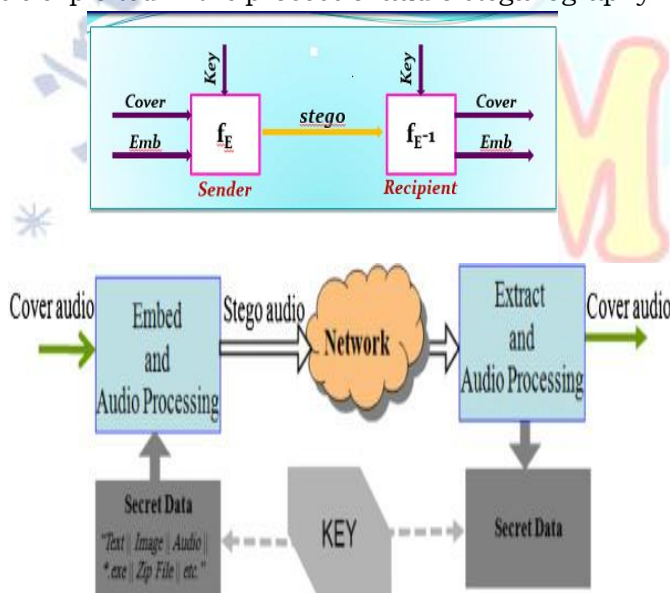 Key
Key
Cover
stego
Cover
Emb
f_E
f_E-1
Emb
Sender
Recipient
Cover audio
Stego audio
Cover audio
Embed
and
Audio Processing
Network
Extract
and
Audio Processing
Secret Data
"Text || Image || Audio ||
*.exe || Zip File || etc."
KEY
Secret Data